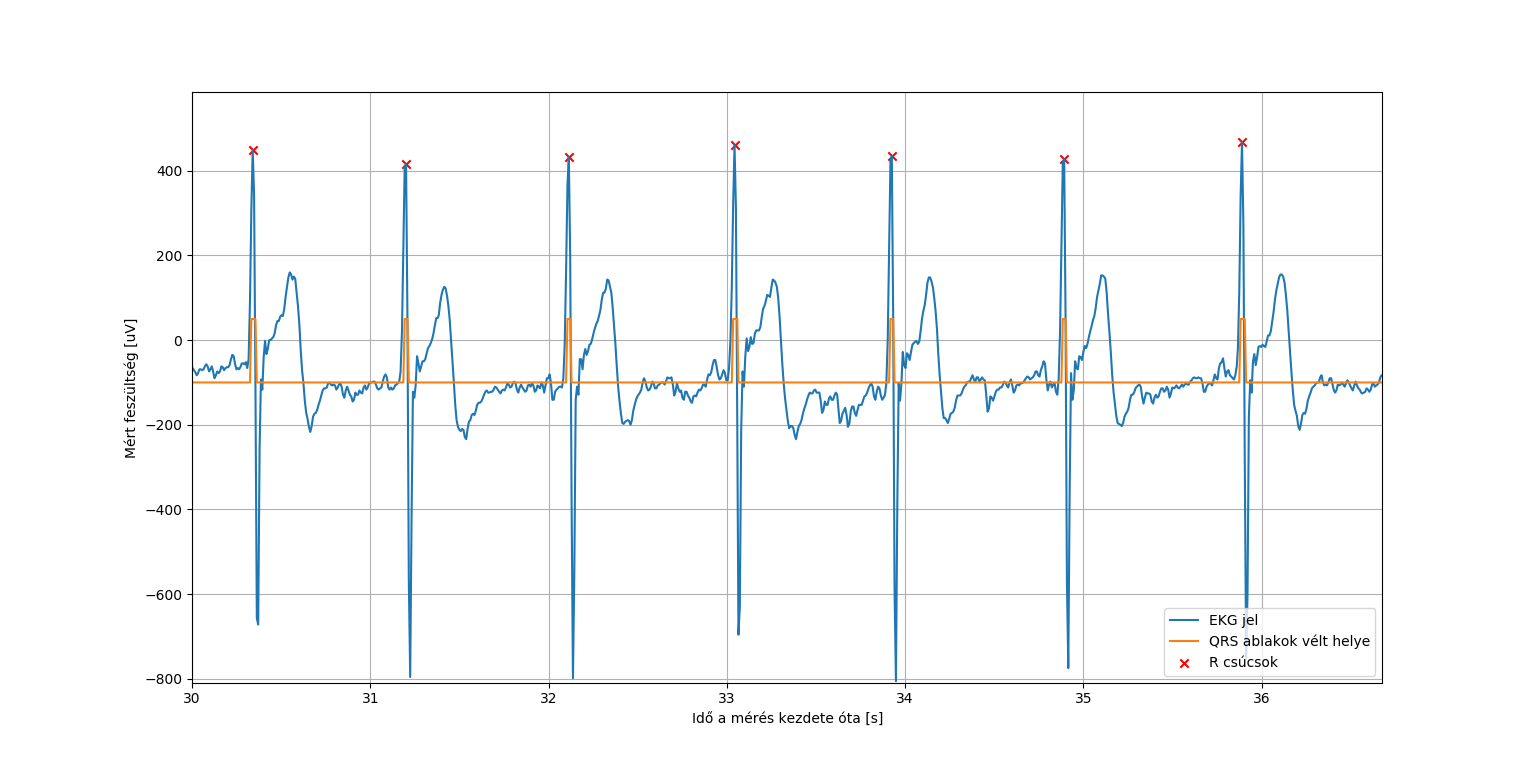 400
200
0
−200
−400
−600
−800
Mért feszültség [uV]
30
31
32
33
34
35
36
Idő a mérés kezdete óta [s]
EKG jel
QRS ablakok vélt helye
R csúcsok